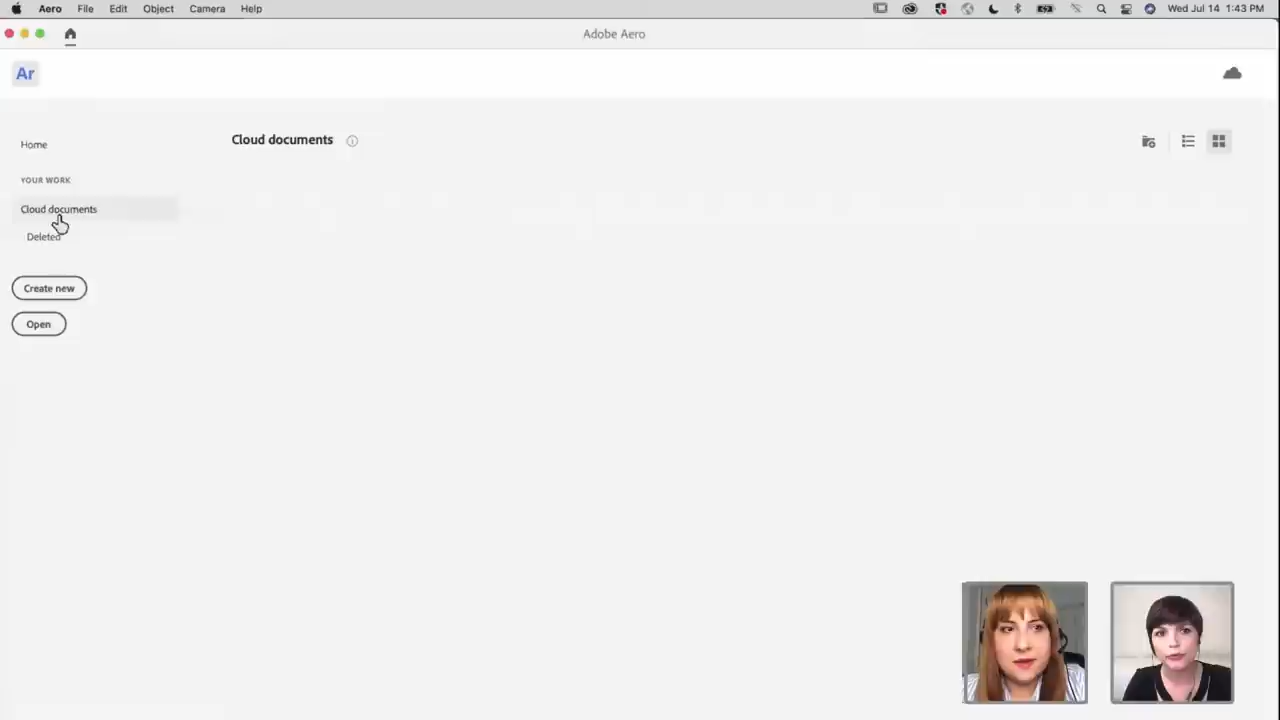 Aero File Edit Object Camera Help Wed Jul 14 1:43 PM
Adobe Aero
Ar
Home
Cloud documents
YOUR WORK
Cloud documents
Deleted
Create new
Open